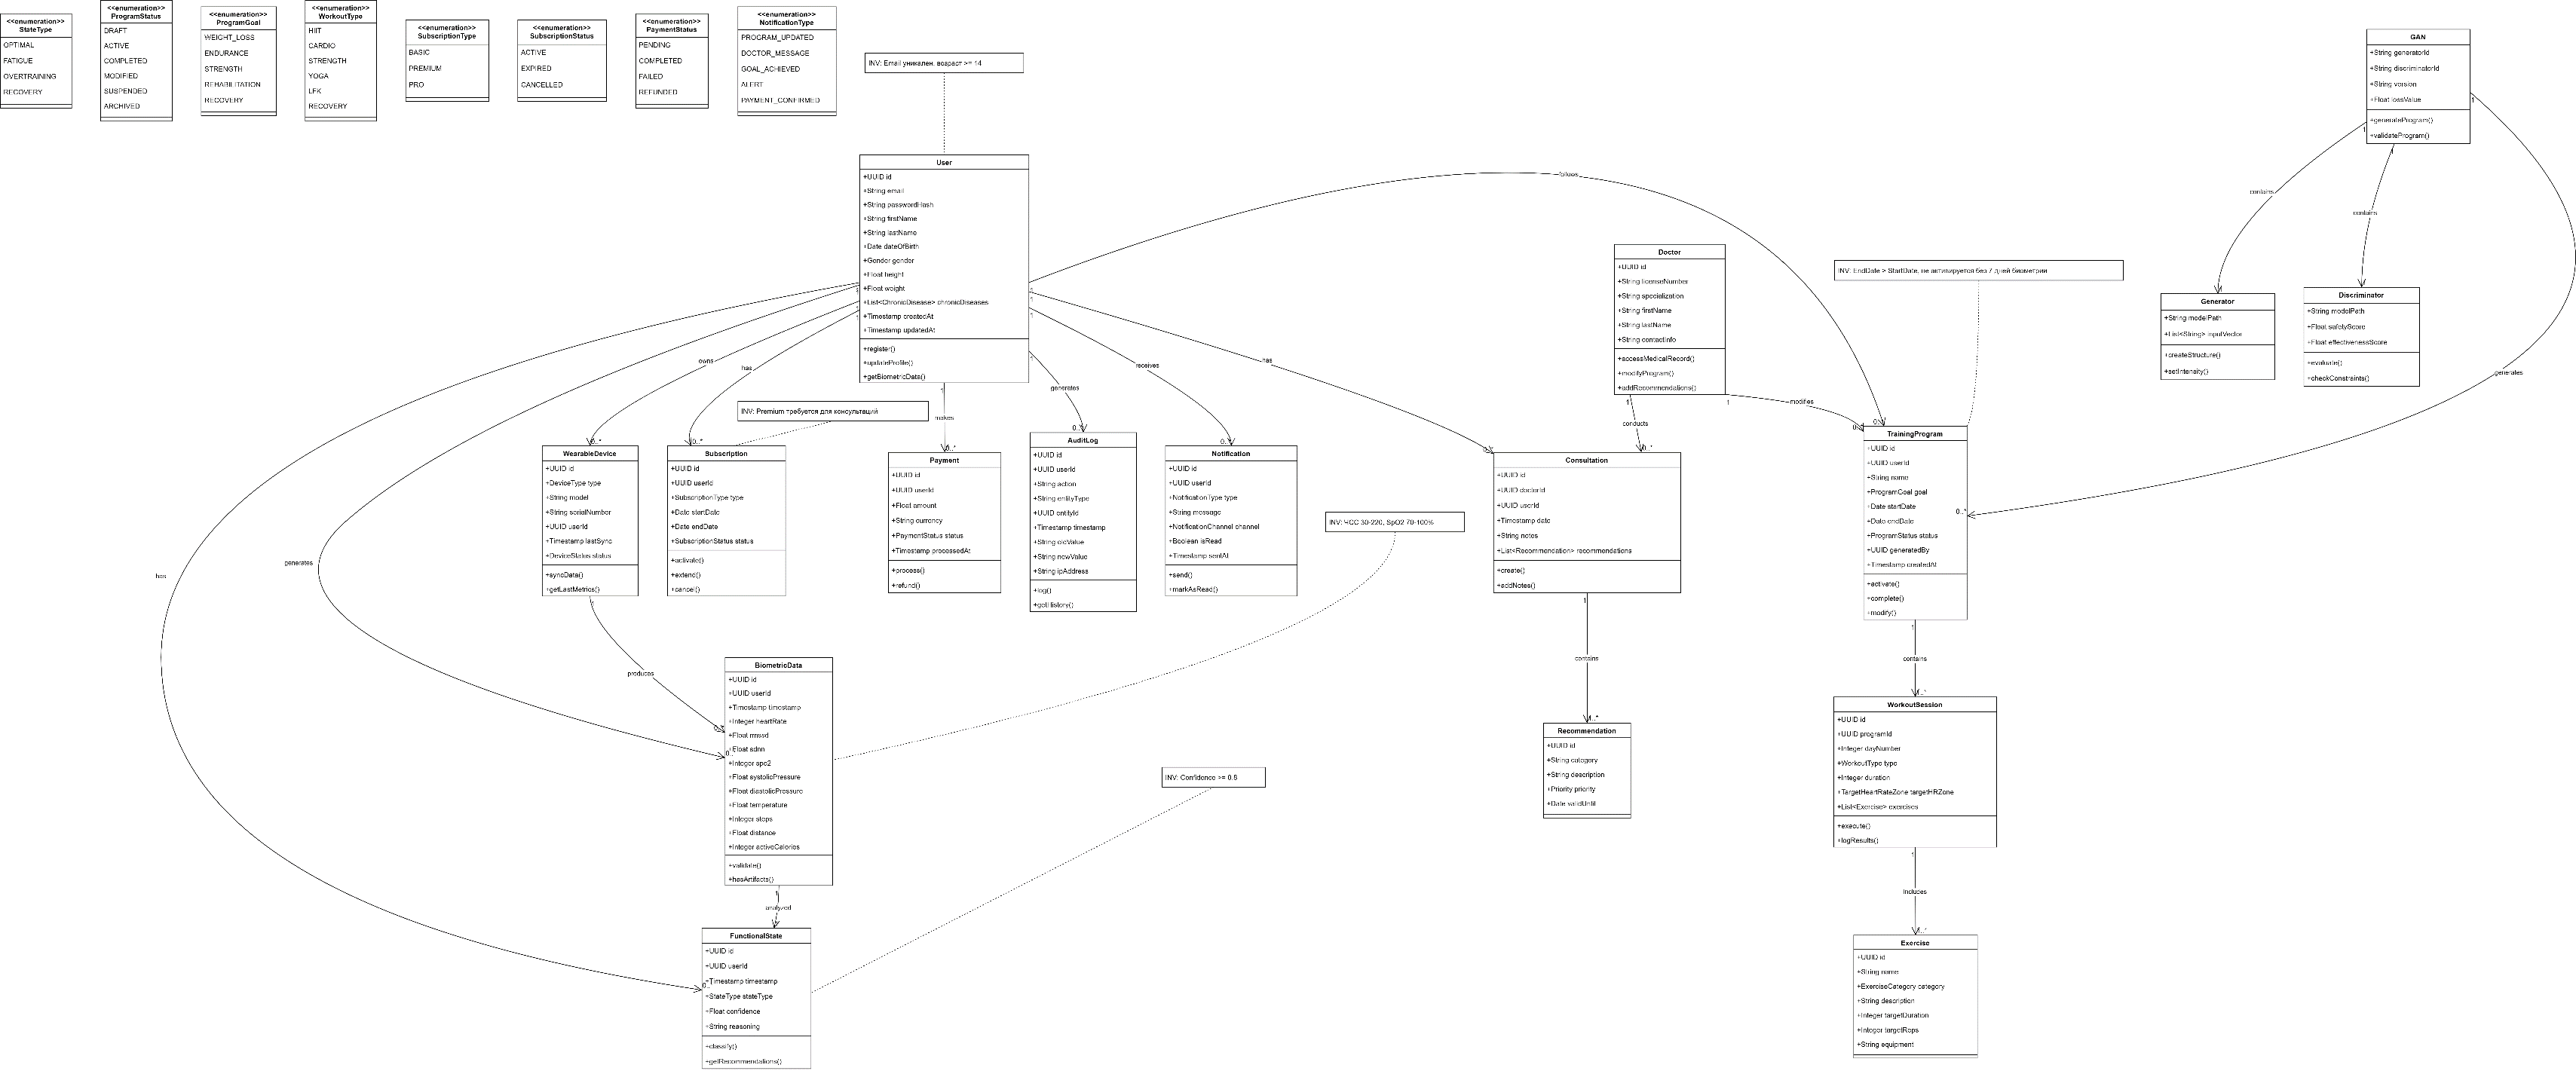 <<enumeration>>
StateType
OPTIMAL
FATIGUE
OVERTRAINING
RECOVERY
<<enumeration>>
ProgramStatus
DRAFT
ACTIVE
COMPLETED
MODIFIED
SUSPENDED
ARCHIVED
<<enumeration>>
ProgramGoal
WEIGHT_LOSS
ENDURANCE
STRENGTH
REHABILITATION
RECOVERY
<<enumeration>>
WorkoutType
HIIT
CARDIO
STRENGTH
YOGA
LFK
RECOVERY
<<enumeration>>
SubscriptionType
BASIC
PREMIUM
PRO
<<enumeration>>
SubscriptionStatus
ACTIVE
EXPIRED
CANCELLED
<<enumeration>>
PaymentStatus
PENDING
COMPLETED
FAILED
REFUNDED
<<enumeration>>
NotificationType
PROGRAM_UPDATED
DOCTOR_MESSAGE
GOAL_ACHIEVED
ALERT
PAYMENT_CONFIRMED
INV: Email уникален, возраст >= 14
User
+UUID id
+String email
+String passwordHash
+String firstName
+String lastName
+Date dateOfBirth
+Gender gender
+Float height
+Float weight
+List<ChronicDisease> chronicDiseases
+Timestamp createdAt
+Timestamp updatedAt
+register()
+updateProfile()
+getBiometricData()
GAN
+String generatorId
+String discriminatorId
+String version
+Float lossValue
+generateProgram()
+validateProgram()
1
1
1
contains
contains
generates
follows
Doctor
+UUID id
+String licenseNumber
+String specialization
+String firstName
+String lastName
+String contactInfo
+accessMedicalRecord()
+modifyProgram()
+addRecommendations()
INV: EndDate > StartDate, не активируется без 7 дней биометрии
1
Generator
+String modelPath
+List<String> inputVector
+createStructure()
+setIntensity()
1
Discriminator
+String modelPath
+Float safetyScore
+Float effectivenessScore
+evaluate()
+checkConstraints()
owns
has
makes
generates
receives
has
conducts
modifies
INV: Premium требуется для консультаций
WearableDevice
+UUID id
+DeviceType type
+String model
+String serialNumber
+UUID userId
+Timestamp lastSync
+DeviceStatus status
+syncData()
+getLastMetrics()
Subscription
+UUID id
+UUID userId
+SubscriptionType type
+Date startDate
+Date endDate
+SubscriptionStatus status
+activate()
+extend()
+cancel()
Payment
+UUID id
+UUID userId
+Float amount
+String currency
+PaymentStatus status
+Timestamp processedAt
+process()
+refund()
AuditLog
+UUID id
+UUID userId
+String action
+String entityType
+UUID entityId
+Timestamp timestamp
+String oldValue
+String newValue
+String ipAddress
+log()
+getHistory()
Notification
+UUID id
+UUID userId
+NotificationType type
+String message
+NotificationChannel channel
+Boolean isRead
+Timestamp sentAt
+send()
+markAsRead()
INV: ЧСС 30-220, SpO2 70-100%
Consultation
+UUID id
+UUID doctorId
+UUID userId
+Timestamp date
+String notes
+List<Recommendation> recommendations
+create()
+addNotes()
TrainingProgram
+UUID id
+UUID userId
+String name
+ProgramGoal goal
+Date startDate
+Date endDate
+ProgramStatus status
+UUID generatedBy
+Timestamp createdAt
+activate()
+complete()
+modify()
0..*
has
generates
1
produces
BiometricData
+UUID id
+UUID userId
+Timestamp timestamp
+Integer heartRate
+Float rmssd
+Float sdnn
+Integer spo2
+Float systolicPressure
+Float diastolicPressure
+Float temperature
+Integer steps
+Float distance
+Integer activeCalories
+validate()
+hasArtifacts()
1
contains
Recommendation
+UUID id
+String category
+String description
+Priority priority
+Date validUntil
1
contains
WorkoutSession
+UUID id
+UUID programId
+Integer dayNumber
+WorkoutType type
+Integer duration
+TargetHeartRateZone targetHRZone
+List<Exercise> exercises
+execute()
+logResults()
INV: Confidence >= 0.8
1
analyzed
FunctionalState
+UUID id
+UUID userId
+Timestamp timestamp
+StateType stateType
+Float confidence
+String reasoning
+classify()
+getRecommendations()
1
includes
Exercise
+UUID id
+String name
+ExerciseCategory category
+String description
+Integer targetDuration
+Integer targetReps
+String equipment